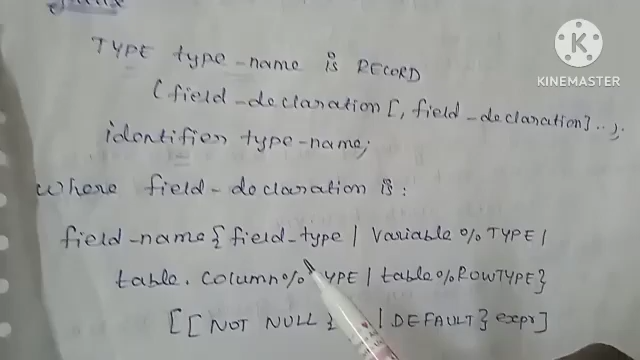 TYPE type-name is RECORD
(field-declaration[, field-declaration]...);
identifier type-name;
where field-declaration is:
field-name{field-type | variable%TYPE |
table.column%TYPE | table%ROWTYPE}
[[NOT NULL} | DEFAULT} expr]
KINEMASTER